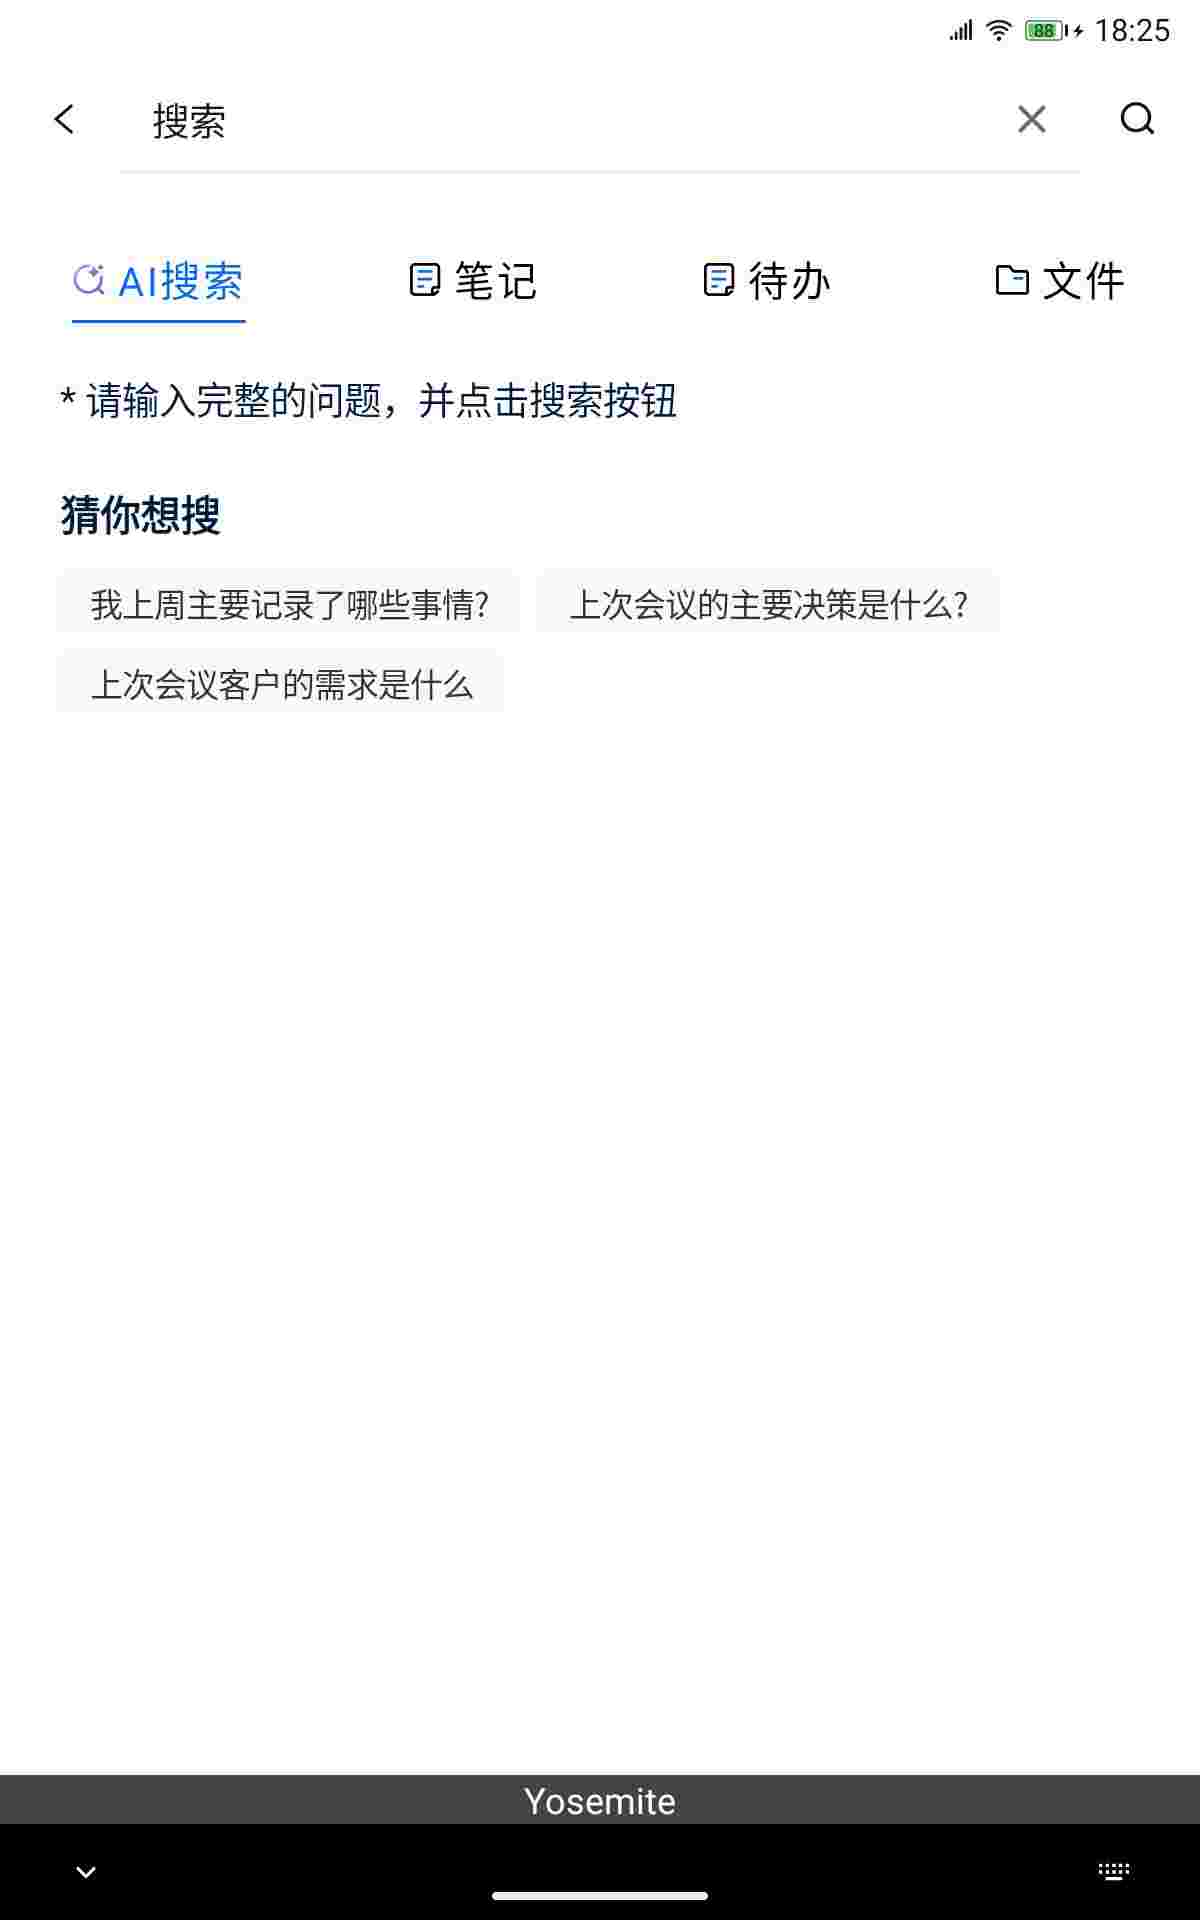 88 18:25
搜索
AI搜索 笔记 待办 文件
* 请输入完整的问题，并点击搜索按钮
猜你想搜
我上周主要记录了哪些事情? 上次会议的主要决策是什么?
上次会议客户的需求是什么
Yosemite